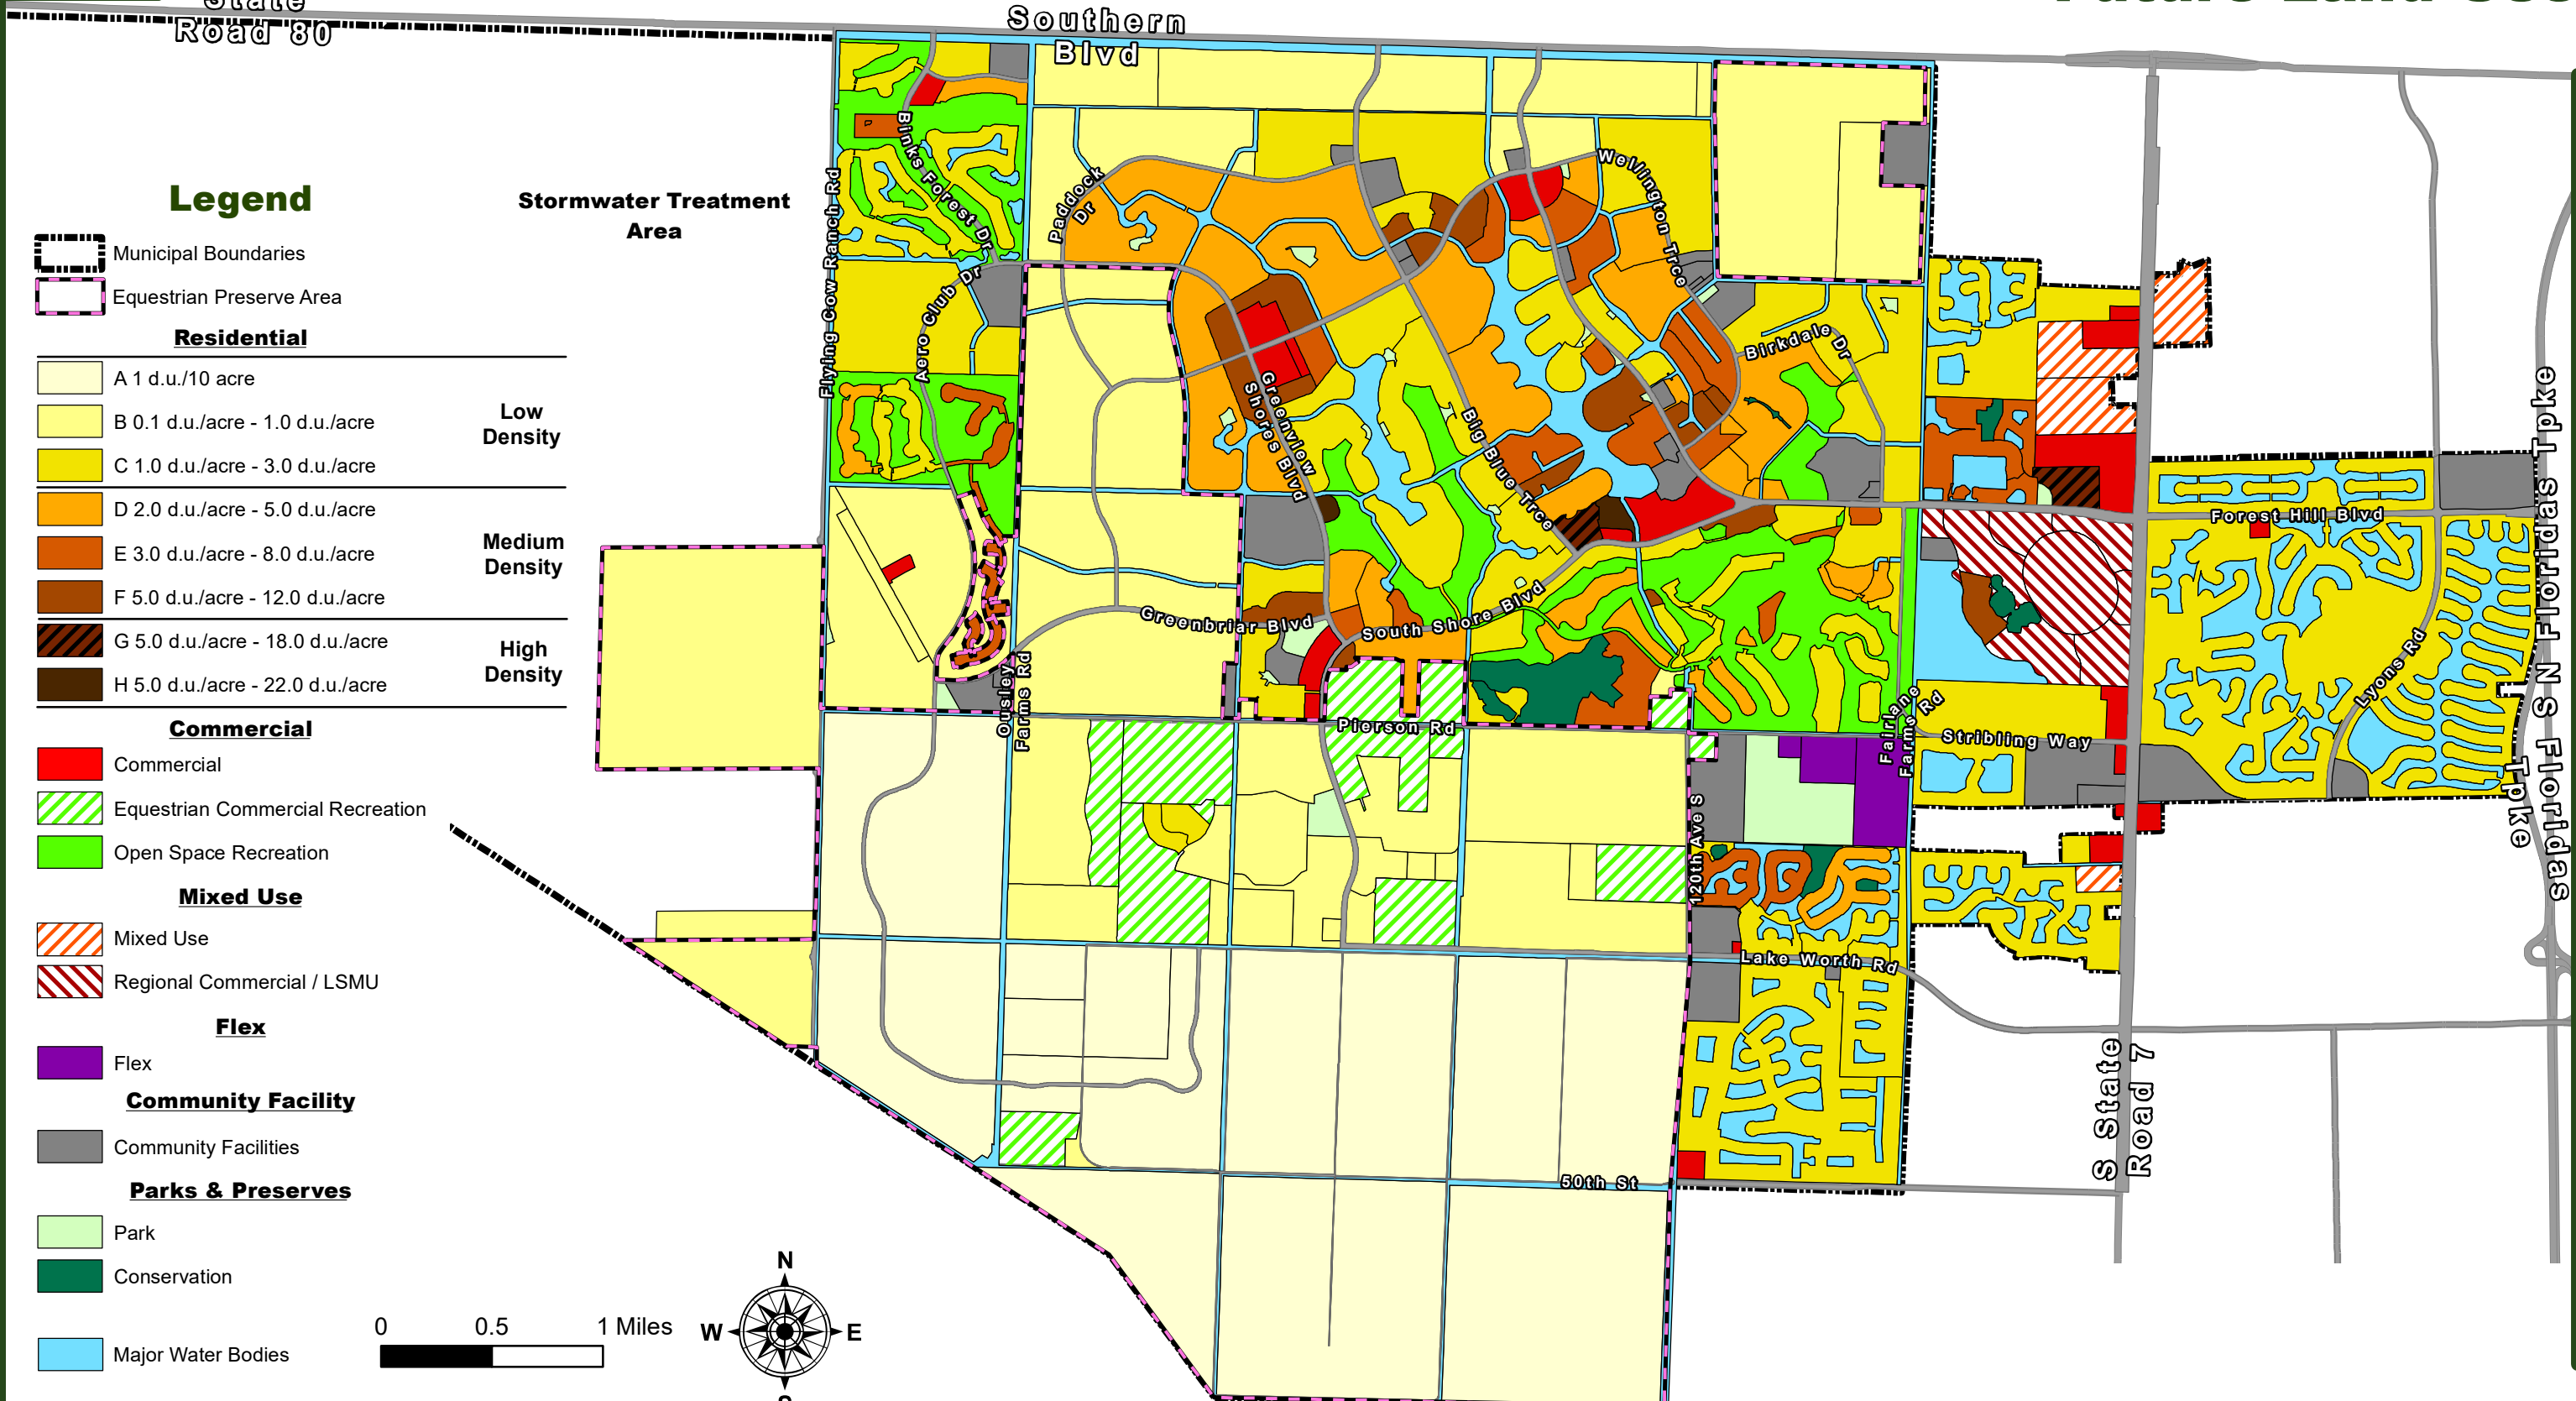 State
Road 80
Southern
Blvd
Future Land Use
Legend
Municipal Boundaries
Equestrian Preserve Area
Residential
A 1 d.u./10 acre
B 0.1 d.u./acre - 1.0 d.u./acre
C 1.0 d.u./acre - 3.0 d.u./acre
Low
Density
D 2.0 d.u./acre - 5.0 d.u./acre
E 3.0 d.u./acre - 8.0 d.u./acre
F 5.0 d.u./acre - 12.0 d.u./acre
Medium
Density
G 5.0 d.u./acre - 18.0 d.u./acre
H 5.0 d.u./acre - 22.0 d.u./acre
High
Density
Commercial
Commercial
Equestrian Commercial Recreation
Open Space Recreation
Mixed Use
Mixed Use
Regional Commercial / LSMU
Flex
Flex
Community Facility
Community Facilities
Parks & Preserves
Park
Conservation
Major Water Bodies
0 0.5 1 Miles
N
W E
S
Stormwater Treatment
Area
Flying Cow Ranch Rd
Binks Forest Dr
Aero Club Dr
Paddock
Dr
Wellington Trce
Birkdale Dr
Greenview
Shores Blvd
Big Blue Trce
Forest Hill Blvd
Greenbriar Blvd
South Shore Blvd
Ousley
Farms Rd
Pierson Rd
Fairlane
Farms Rd
Stribling Way
Lyons Rd
120th Ave S
Lake Worth Rd
50th St
S State
Road 7
N Floridas Tpke
S Floridas
Tpke